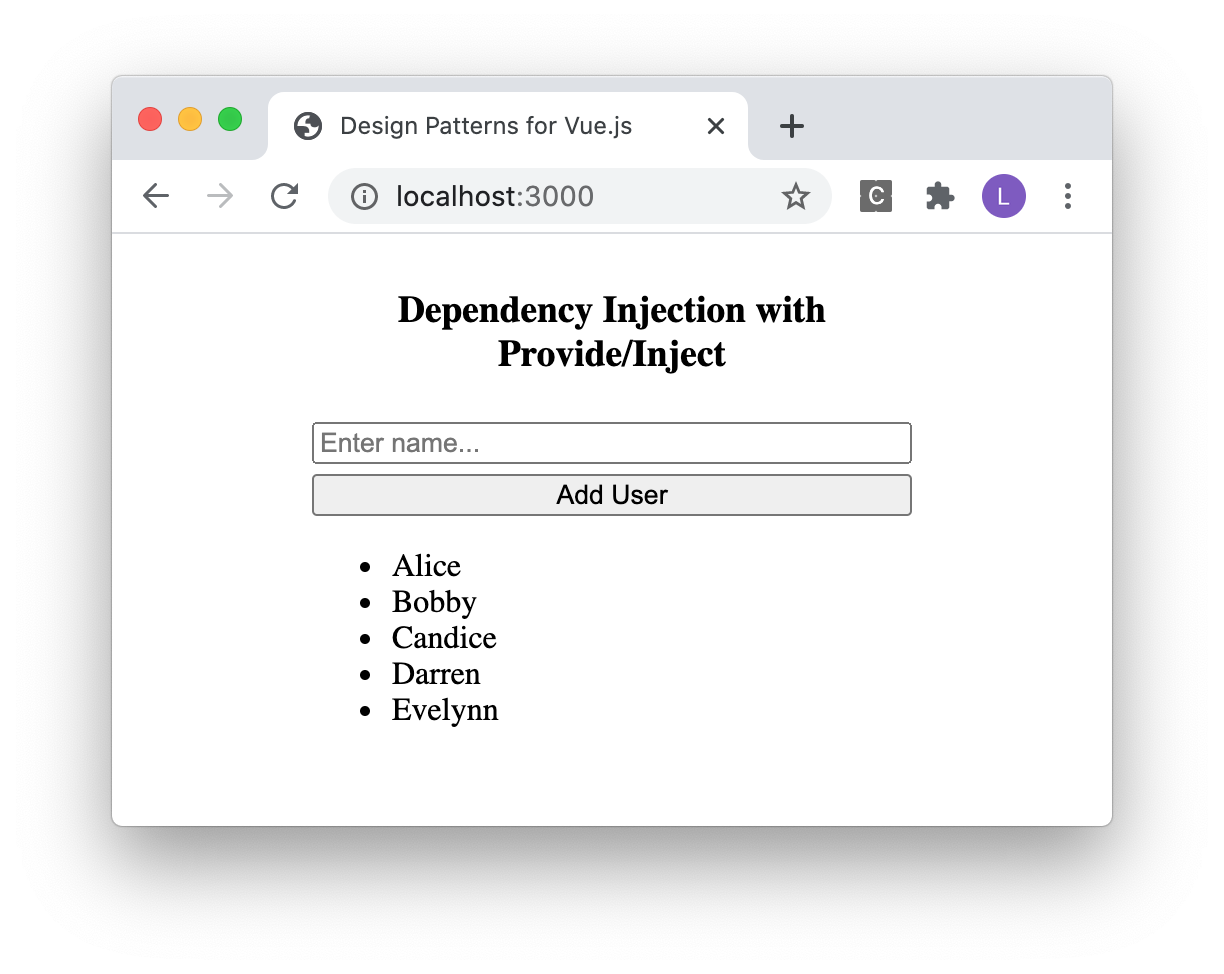 Design Patterns for Vue.js
localhost:3000
C
L
Dependency Injection with
Provide/Inject
Enter name...
Add User
Alice
Bobby
Candice
Darren
Evelynn